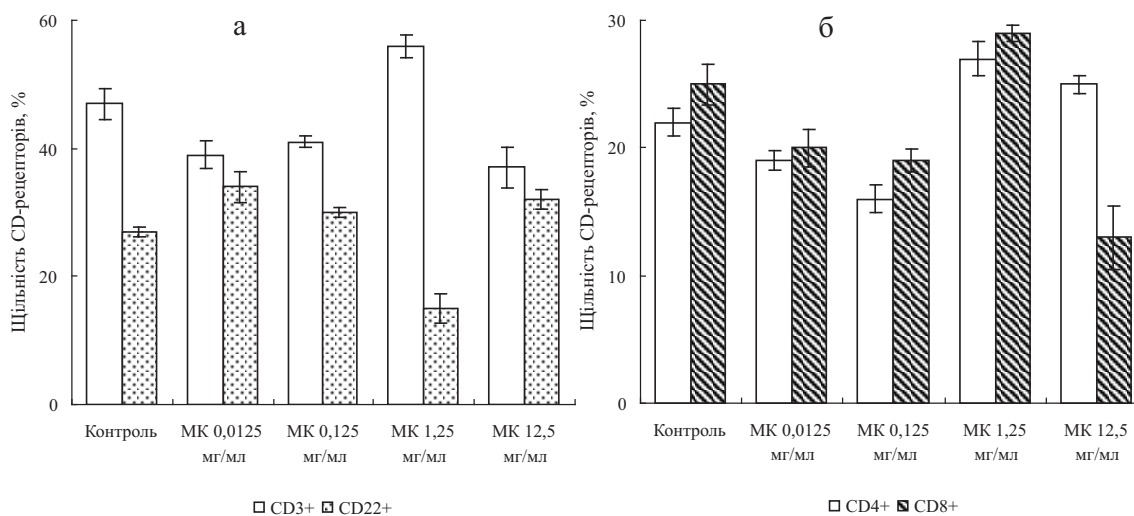 а
Щільність CD-рецепторів, %
60
40
20
0
Контроль
МК 0,0125
мг/мл
МК 0,125
мг/мл
МК 1,25
мг/мл
МК 12,5
мг/мл
CD3+ CD22+
б
Щільність CD-рецепторів, %
30
20
10
0
Контроль
МК 0,0125
мг/мл
МК 0,125
мг/мл
МК 1,25
мг/мл
МК 12,5
мг/мл
CD4+ CD8+